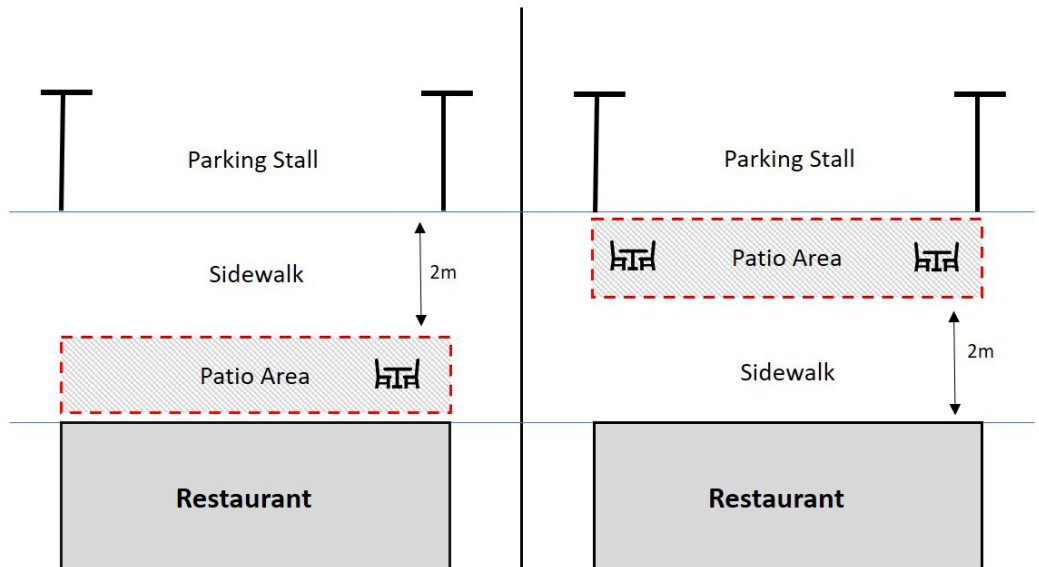 Parking Stall
Sidewalk
2m
Patio Area
Restaurant
Parking Stall
Patio Area
2m
Sidewalk
Restaurant